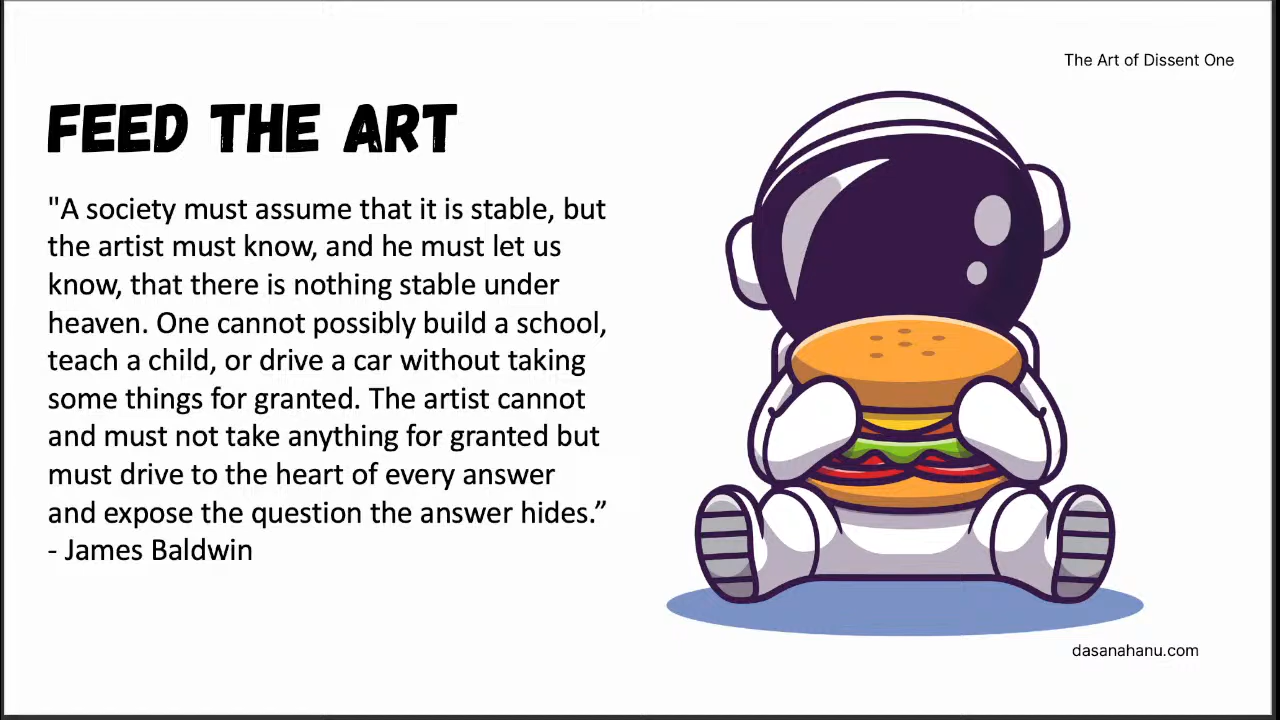 The Art of Dissent One
FEED THE ART
"A society must assume that it is stable, but
the artist must know, and he must let us
know, that there is nothing stable under
heaven. One cannot possibly build a school,
teach a child, or drive a car without taking
some things for granted. The artist cannot
and must not take anything for granted but
must drive to the heart of every answer
and expose the question the answer hides.”
- James Baldwin
dasanahanu.com